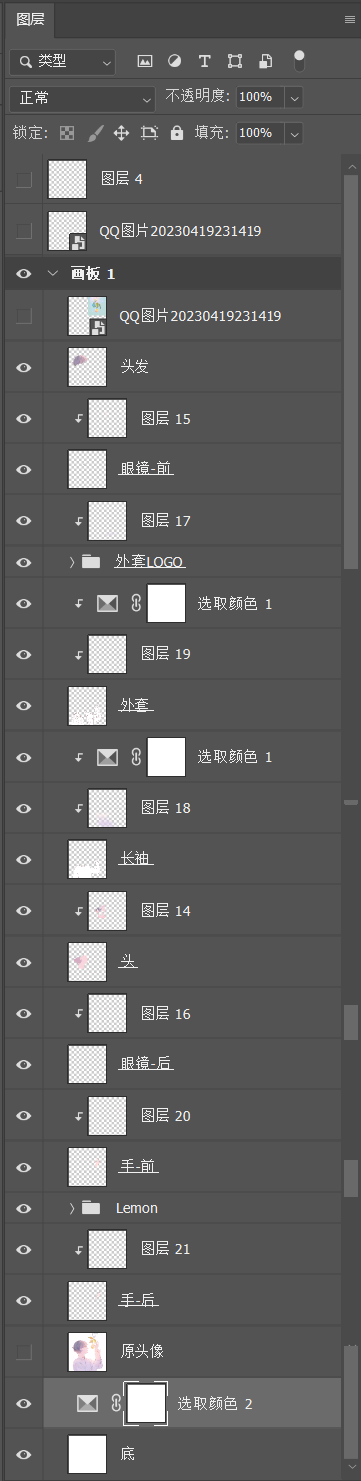 图层
类型
正常 不透明度: 100%
锁定: 填充: 100%
图层 4
QQ图片20230419231419
画板 1
QQ图片20230419231419
头发
图层 15
眼镜-前
图层 17
外套LOGO
选取颜色 1
图层 19
外套
选取颜色 1
图层 18
长袖
图层 14
头
图层 16
眼镜-后
图层 20
手-前
Lemon
图层 21
手-后
原头像
选取颜色 2
底